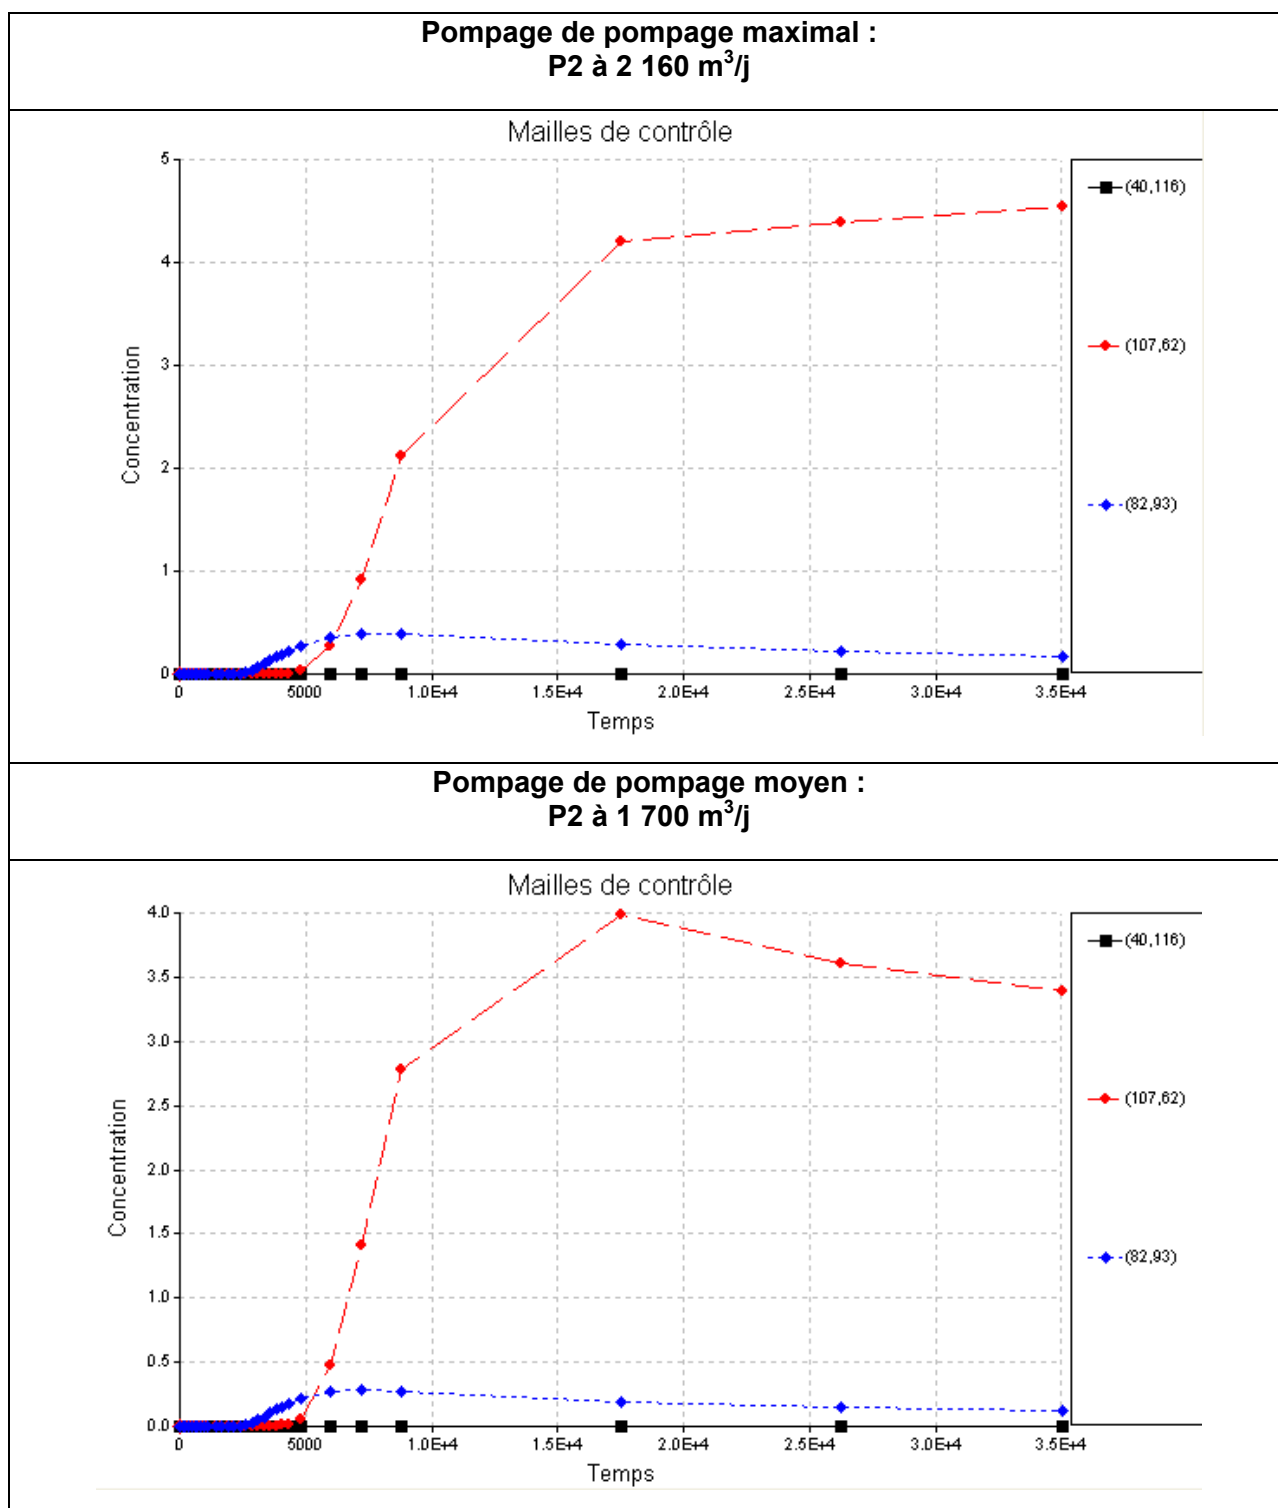 Pompage de pompage maximal :
P2 à 2 160 m³/j
Mailles de contrôle
5
4
3
2
1
0
Concentration
0
5000
1.0E+4
1.5E+4
2.0E+4
2.5E+4
3.0E+4
3.5E+4
Temps
(40,116)
(107,62)
(82,93)
Pompage de pompage moyen :
P2 à 1 700 m³/j
Mailles de contrôle
4.0
3.5
3.0
2.5
2.0
1.5
1.0
0.5
0.0
Concentration
0
5000
1.0E+4
1.5E+4
2.0E+4
2.5E+4
3.0E+4
3.5E+4
Temps
(40,116)
(107,62)
(82,93)